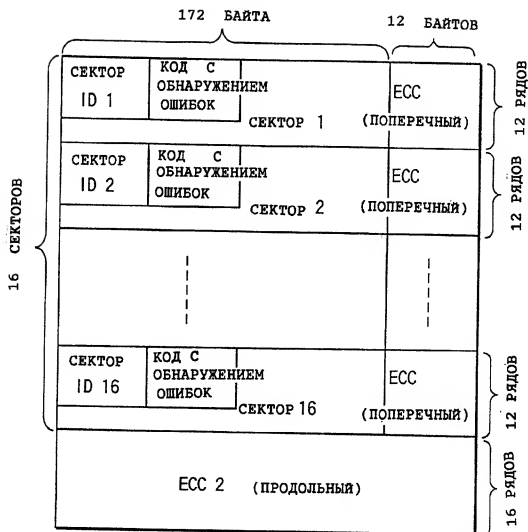 172 БАЙТА
12 БАЙТОВ
СЕКТОР
ID 1
КОД С
ОБНАРУЖЕНИЕМ
ОШИБОК
СЕКТОР 1
ECC
(ПОПЕРЕЧНЫЙ)
12 РЯДОВ
СЕКТОР
ID 2
КОД С
ОБНАРУЖЕНИЕМ
ОШИБОК
СЕКТОР 2
ECC
(ПОПЕРЕЧНЫЙ)
12 РЯДОВ
16 СЕКТОРОВ
СЕКТОР
ID 16
КОД С
ОБНАРУЖЕНИЕМ
ОШИБОК
СЕКТОР 16
ECC
(ПОПЕРЕЧНЫЙ)
12 РЯДОВ
ECC 2 (ПРОДОЛЬНЫЙ)
16 РЯДОВ